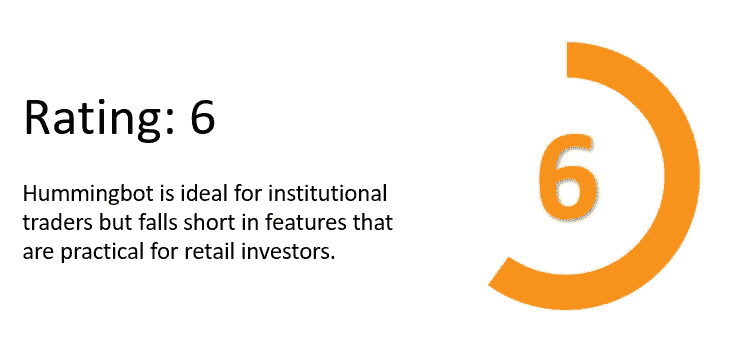 Rating: 6
Hummingbot is ideal for institutional
traders but falls short in features that
are practical for retail investors.
6